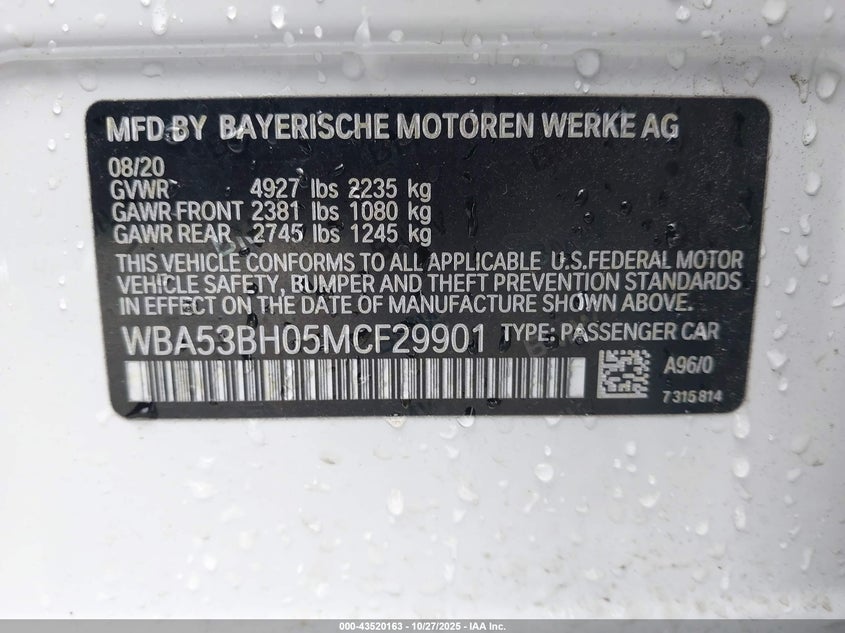 MFD BY BAYERISCHE MOTOREN WERKE AG
08/20
GVWR 4927 lbs 2235 kg
GAWR FRONT 2381 lbs 1080 kg
GAWR REAR 2745 lbs 1245 kg
THIS VEHICLE CONFORMS TO ALL APPLICABLE U.S.FEDERAL MOTOR
VEHICLE SAFETY, BUMPER AND THEFT PREVENTION STANDARDS
IN EFFECT ON THE DATE OF MANUFACTURE SHOWN ABOVE.
WBA53BH05MCF29901 TYPE: PASSENGER CAR
A96/0
7315814
000-43520163 - 10/27/2025 - IAA Inc.